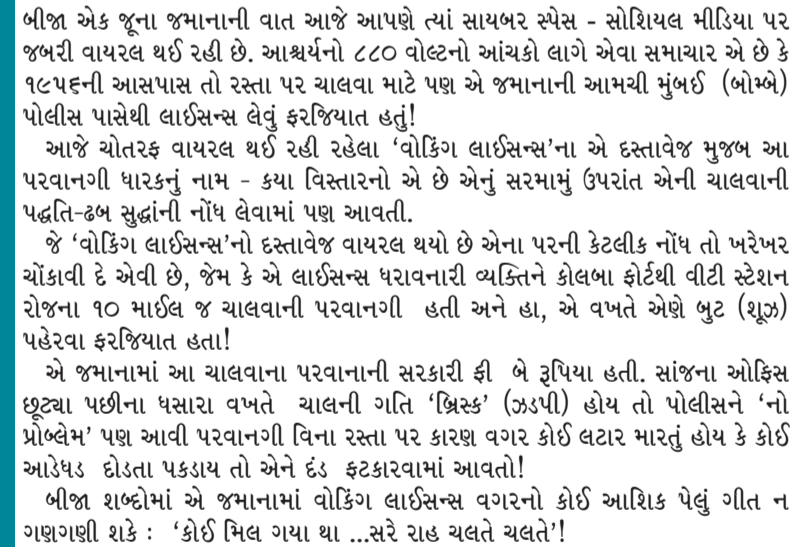 બીજા એક જૂના જમાનાની વાત આજે આપણે ત્યાં સાયબર સ્પેસ - સોશિયલ મીડિયા પર
જબરી વાયરલ થઈ રહી છે. આશ્ચર્યનો ૮૮૦ વોલ્ટનો આંચકો લાગે એવા સમાચાર એ છે કે
૧૯૫૬ની આસપાસ તો રસ્તા પર ચાલવા માટે પણ એ જમાનાની આમચી મુંબઈ (બોમ્બે)
પોલીસ પાસેથી લાઈસન્સ લેવું ફરજિયાત હતું!
આજે ચોતરફ વાયરલ થઈ રહી રહેલા ‘વોકિંગ લાઈસન્સ’ના એ દસ્તાવેજ મુજબ આ
પરવાનગી ધારકનું નામ - કયા વિસ્તારનો એ છે એનું સરમામું ઉપરાંત એની ચાલવાની
પદ્ધતિ-ઢબ સુદ્ધાંની નોંધ લેવામાં પણ આવતી.
જે ‘વોકિંગ લાઈસન્સ’નો દસ્તાવેજ વાયરલ થયો છે એના પરની કેટલીક નોંધ તો ખરેખર
ચોંકાવી દે એવી છે, જેમ કે એ લાઈસન્સ ધરાવનારી વ્યક્તિને કોલબા ફોર્ટથી વીટી સ્ટેશન
રોજના ૧૦ માઈલ જ ચાલવાની પરવાનગી હતી અને હા, એ વખતે એણે બુટ (શૂઝ)
પહેરવા ફરજિયાત હતા!
એ જમાનામાં આ ચાલવાના પરવાનાની સરકારી ફી બે રૂપિયા હતી. સાંજના ઓફિસ
છૂટ્યા પછીના ધસારા વખતે ચાલની ગતિ ‘બ્રિસ્ક’ (ઝડપી) હોય તો પોલીસને ‘નો
પ્રોબ્લેમ’ પણ આવી પરવાનગી વિના રસ્તા પર કારણ વગર કોઈ લટાર મારતું હોય કે કોઈ
આડેધડ દોડતા પકડાય તો એને દંડ ફટકારવામાં આવતો!
બીજા શબ્દોમાં એ જમાનામાં વોકિંગ લાઈસન્સ વગરનો કોઈ આશિક પેલું ગીત ન
ગણગણી શકે : ‘કોઈ મિલ ગયા થા ...સરે રાહ ચલતે ચલતે’!